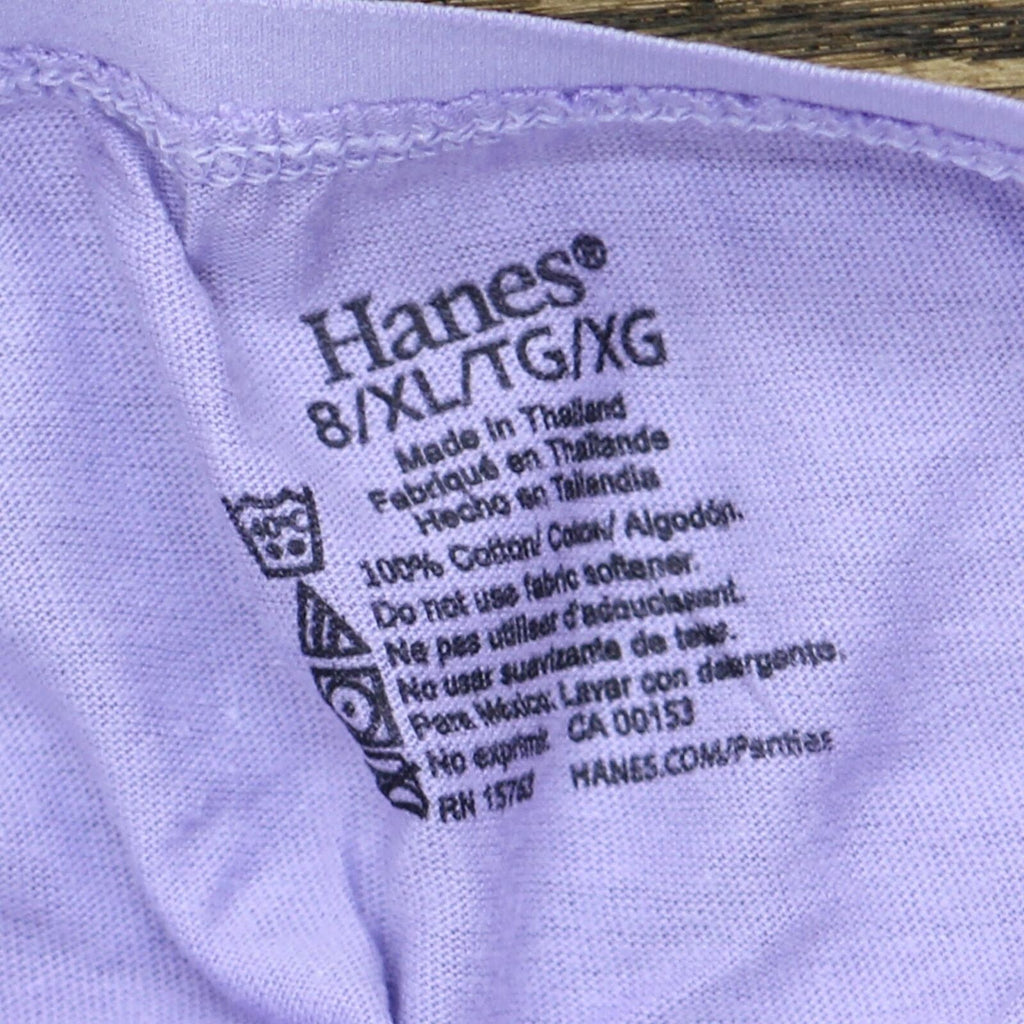 Hanes®
8/XL/TG/XG
Made in Thailand
Fabriqué en Thaïlande
Hecho en Tailandia
40°C
100% Cotton/ Coton/ Algodón.
Do not use fabric softener.
Ne pas utiliser d'adoucissant.
No usar suavizante de telas.
Para México. Lavar con detergente.
No exprimir CA 00153
RN 15763 HANES.COM/Panties